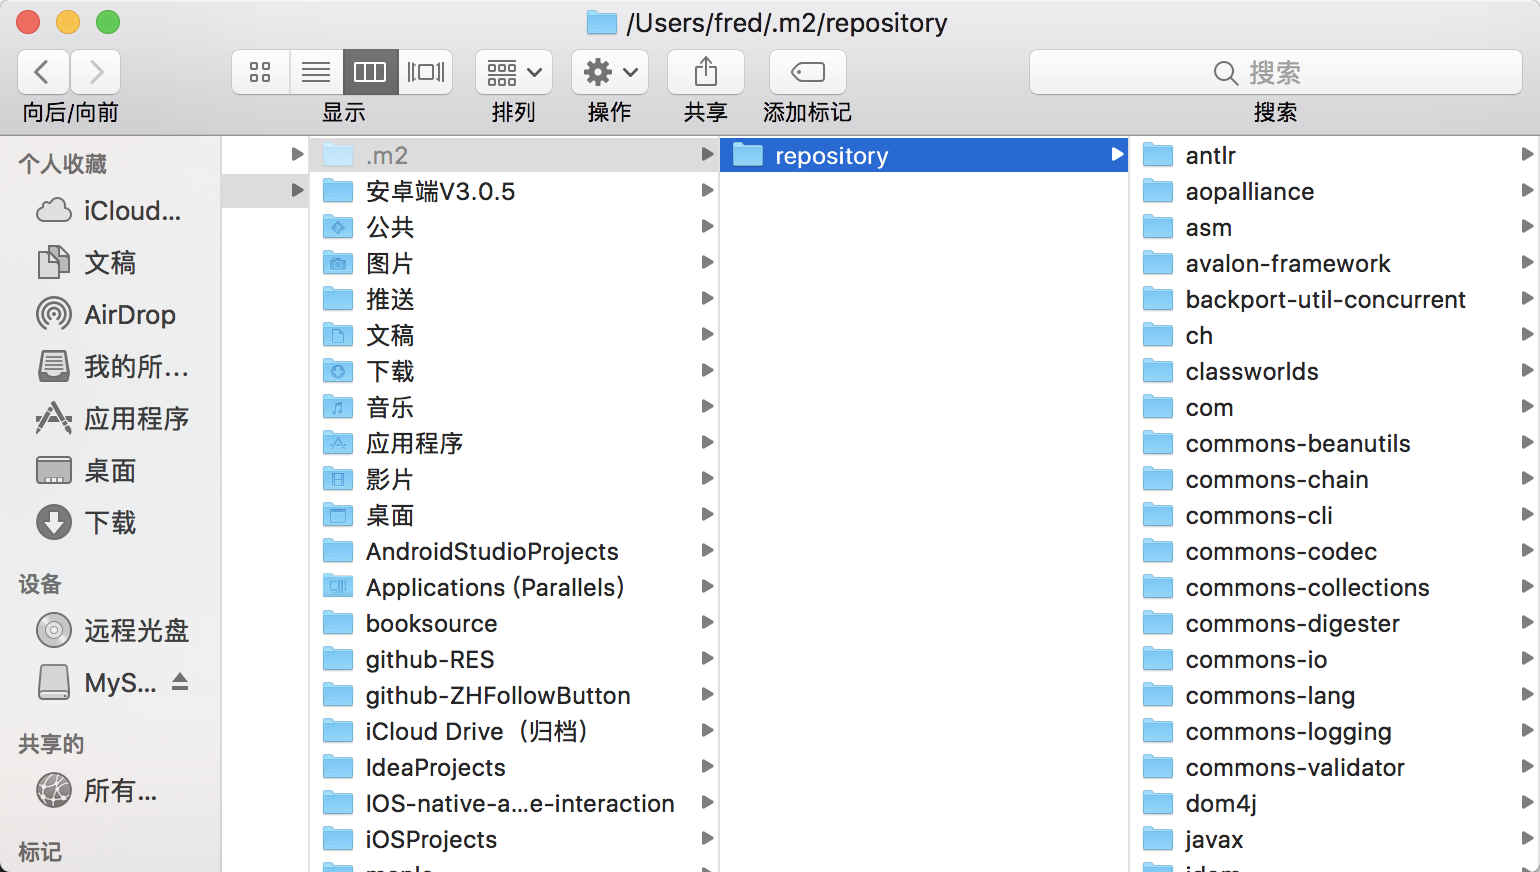 /Users/fred/.m2/repository
搜索
向后/向前
显示
排列
操作
共享
添加标记
搜索
个人收藏
iCloud...
文稿
AirDrop
我的所...
应用程序
桌面
下载
设备
远程光盘
MyS...
共享的
所有...
标记
.m2
安卓端V3.0.5
公共
图片
推送
文稿
下载
音乐
应用程序
影片
桌面
AndroidStudioProjects
Applications (Parallels)
booksource
github-RES
github-ZHFollowButton
iCloud Drive（归档）
IdeaProjects
IOS-native-a...e-interaction
iOSProjects
repository
antlr
aopalliance
asm
avalon-framework
backport-util-concurrent
ch
classworlds
com
commons-beanutils
commons-chain
commons-cli
commons-codec
commons-collections
commons-digester
commons-io
commons-lang
commons-logging
commons-validator
dom4j
javax